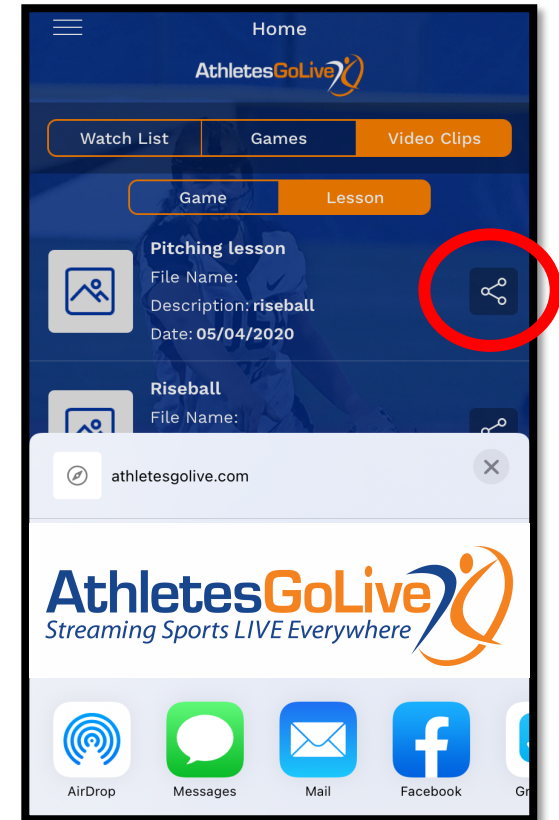 Home
AthletesGoLive
Watch List Games Video Clips
Game Lesson
Pitching lesson
File Name:
Description: riseball
Date: 05/04/2020
Riseball
File Name:
athletesgolive.com
AthletesGoLive
Streaming Sports LIVE Everywhere
AirDrop Messages Mail Facebook Gr